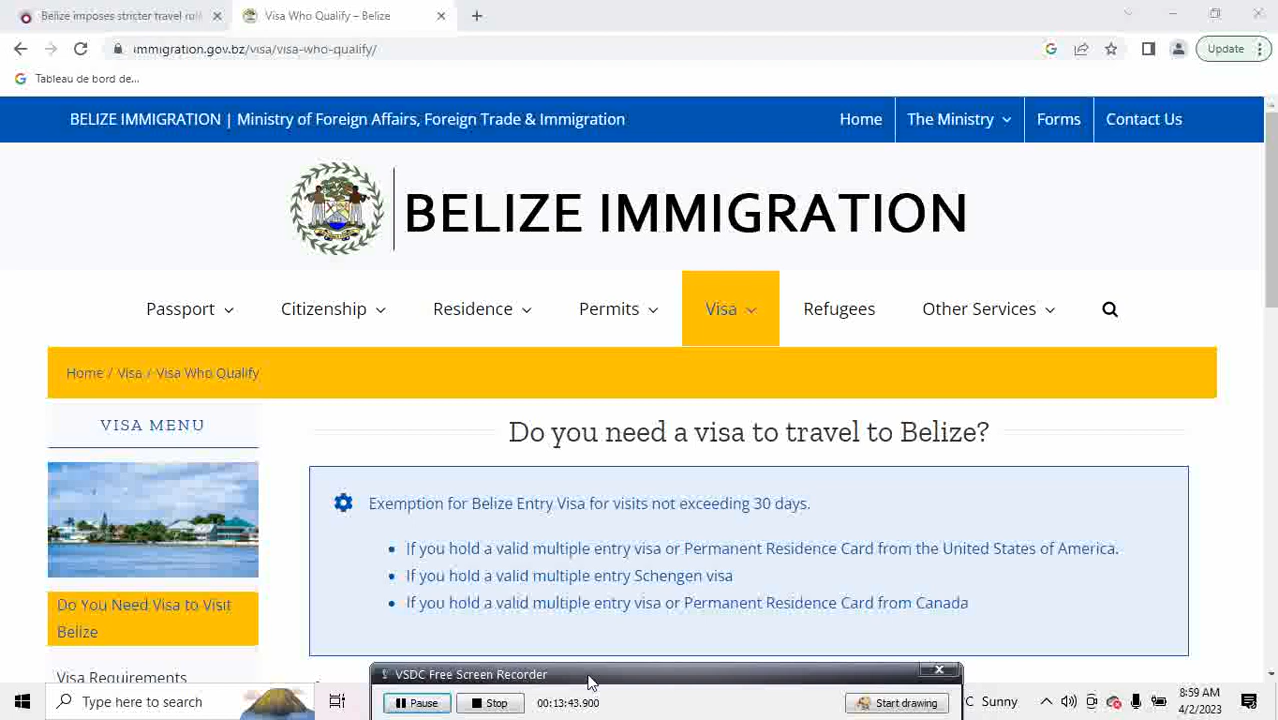 Belize imposes stricter travel rul
Visa Who Qualify – Belize
immigration.gov.bz/visa/visa-who-qualify/
Update
Tableau de bord de...
BELIZE IMMIGRATION | Ministry of Foreign Affairs, Foreign Trade & Immigration
Home
The Ministry
Forms
Contact Us
BELIZE IMMIGRATION
Passport
Citizenship
Residence
Permits
Visa
Refugees
Other Services
Home / Visa / Visa Who Qualify
VISA MENU
Do You Need Visa to Visit
Belize
Visa Requirements
Do you need a visa to travel to Belize?
Exemption for Belize Entry Visa for visits not exceeding 30 days.
If you hold a valid multiple entry visa or Permanent Residence Card from the United States of America.
If you hold a valid multiple entry Schengen visa
If you hold a valid multiple entry visa or Permanent Residence Card from Canada
VSDC Free Screen Recorder
Pause
Stop
00:13:43.900
Start drawing
Type here to search
C Sunny
8:59 AM
4/2/2023